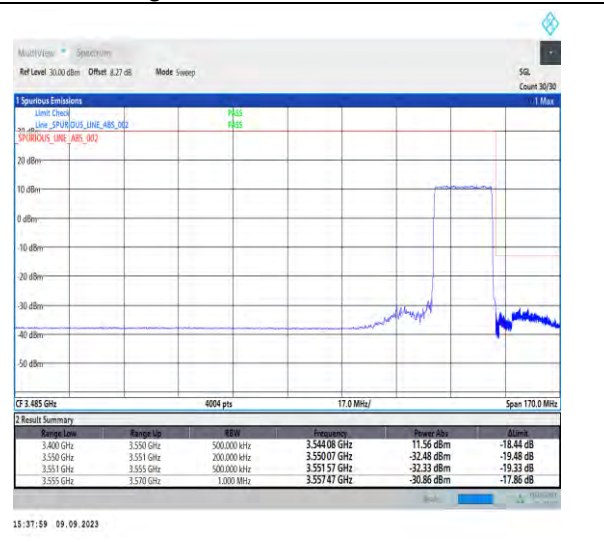 MultiView Spectrum
Ref Level 30.00 dBm Offset 8.27 dB Mode Sweep SGL
Count 30/30
1 Spurious Emissions 1 Max
Limit Check PASS
Line _SPURIOUS_LINE_ABS_002 PASS
SPURIOUS_LINE_ABS_002
20 dBm
10 dBm
0 dBm
-10 dBm
-20 dBm
-30 dBm
-40 dBm
-50 dBm
CF 3.485 GHz 4004 pts 17.0 MHz/ Span 170.0 MHz
2 Result Summary
Range Low Range Up RBW Frequency Power Abs ΔLimit
3.400 GHz 3.550 GHz 500.000 kHz 3.544 08 GHz 11.56 dBm -18.44 dB
3.550 GHz 3.551 GHz 200.000 kHz 3.55007 GHz -32.48 dBm -19.48 dB
3.551 GHz 3.555 GHz 500.000 kHz 3.551 57 GHz -32.33 dBm -19.33 dB
3.555 GHz 3.570 GHz 1.000 MHz 3.557 47 GHz -30.86 dBm -17.86 dB
15:37:59 09.09.2023